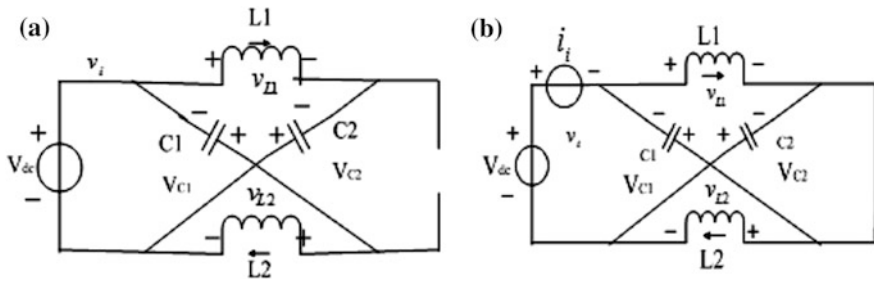 (a)
L1
v_i
+ −
v_L1
− −
+
C1
+ +
C2
V_dc
V_C1
V_C2
−
v_L2
− +
L2
(b)
i_i
L1
+ −
+ −
v_L1
− −
+
C1
+ +
C2
v_i
V_dc
V_C1
V_C2
−
v_L2
− +
L2